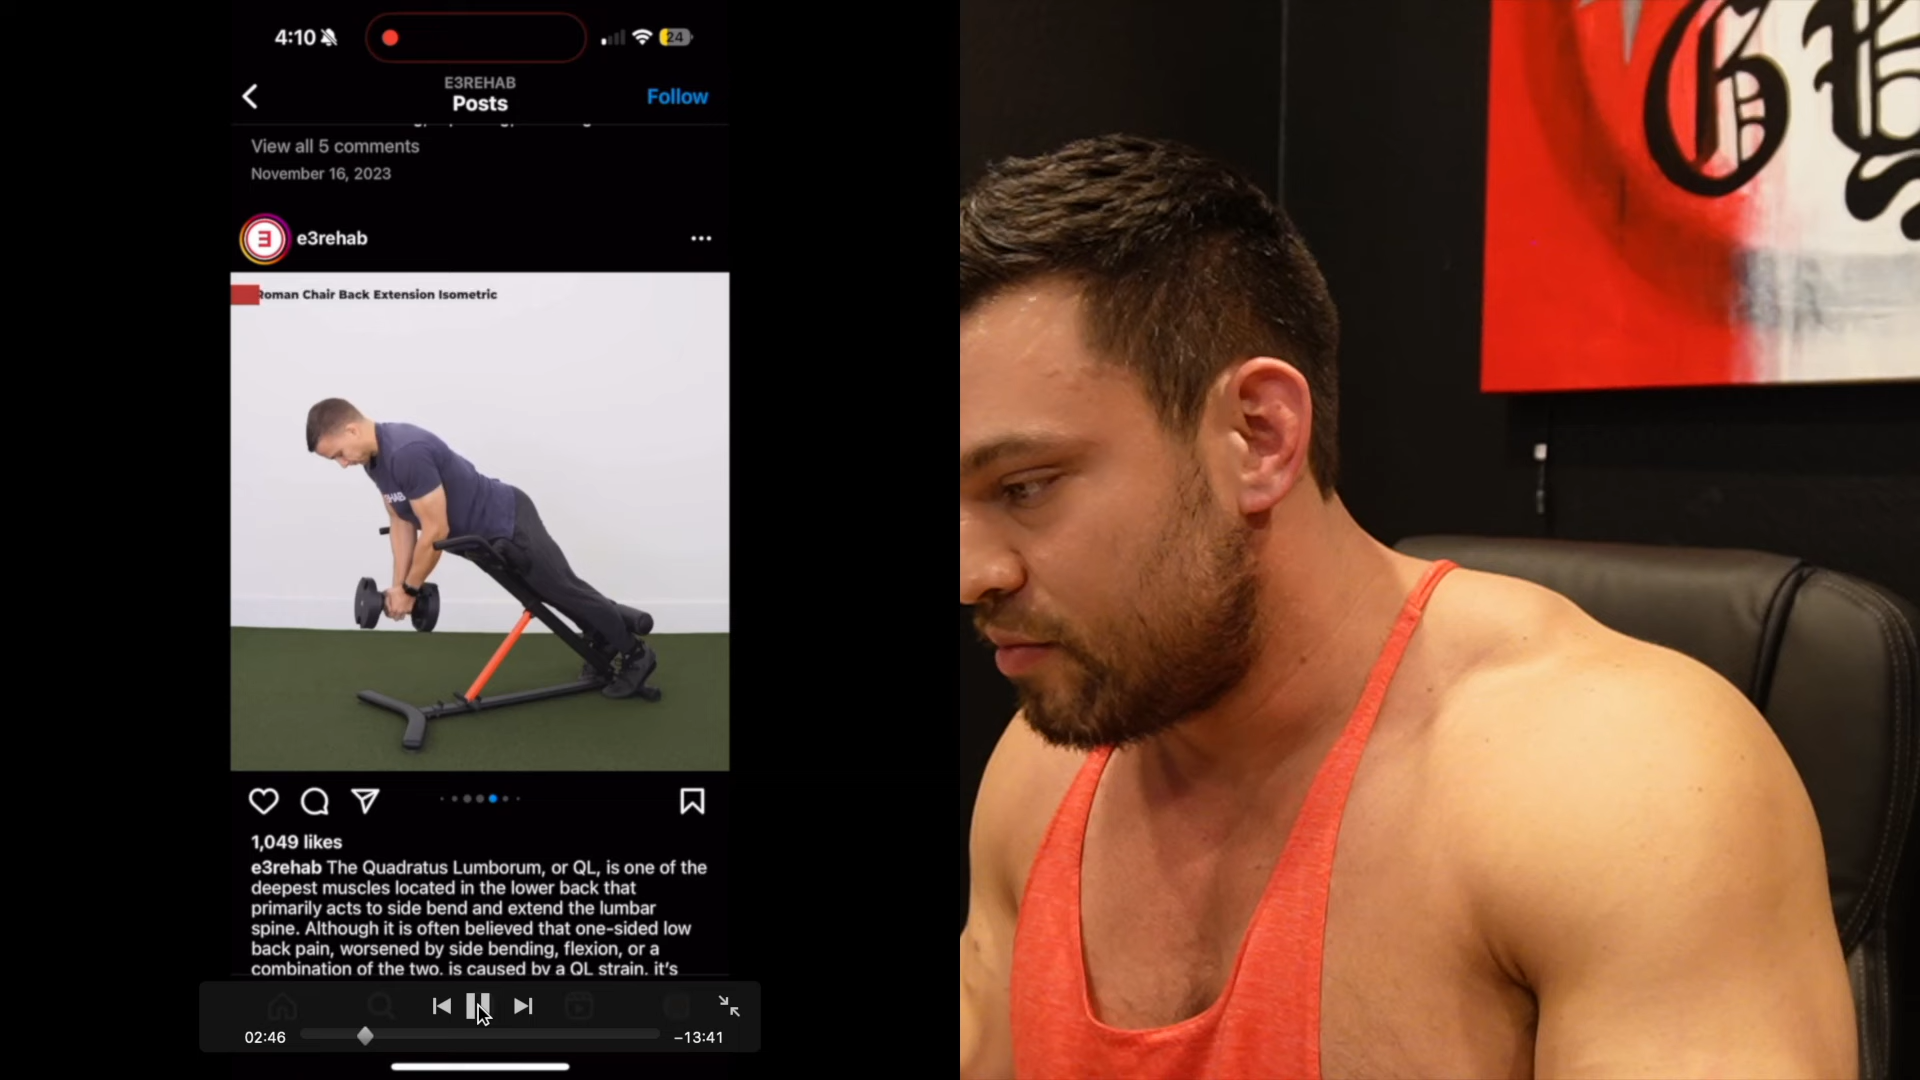 4:10
24
E3REHAB
Posts
Follow
View all 5 comments
November 16, 2023
e3rehab
Roman Chair Back Extension Isometric
1,049 likes
e3rehab The Quadratus Lumborum, or QL, is one of the
deepest muscles located in the lower back that
primarily acts to side bend and extend the lumbar
spine. Although it is often believed that one-sided low
back pain, worsened by side bending, flexion, or a
combination of the two, is caused by a QL strain, it's
02:46
−13:41